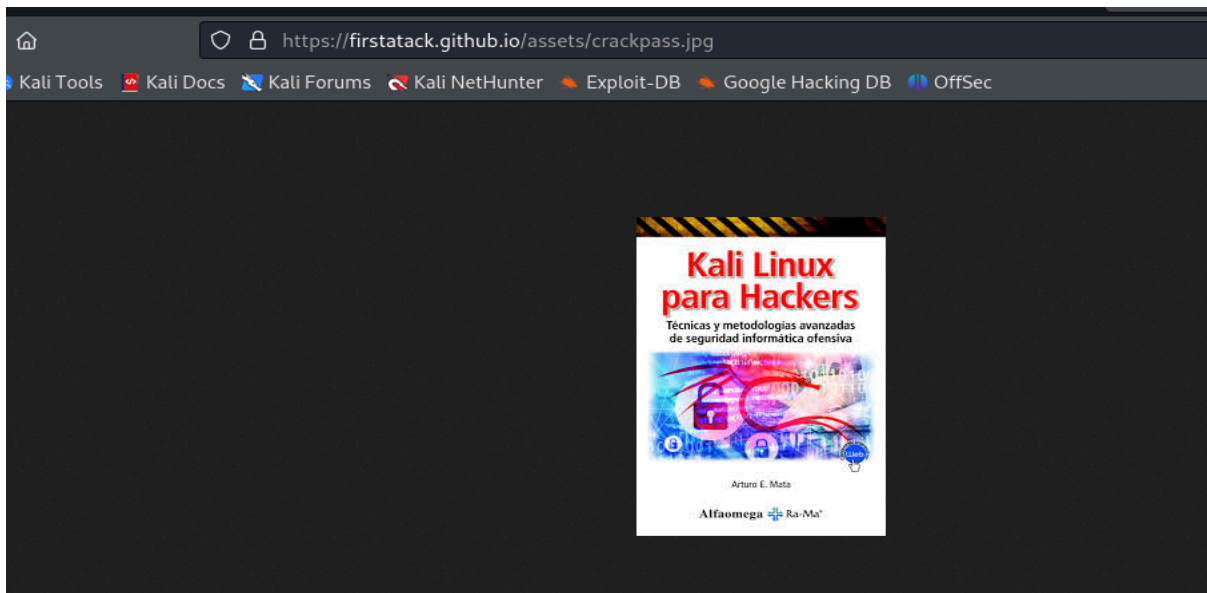 https://firstatack.github.io/assets/crackpass.jpg
Kali Tools Kali Docs Kali Forums Kali NetHunter Exploit-DB Google Hacking DB OffSec
Kali Linux
para Hackers
Técnicas y metodologías avanzadas
de seguridad informática ofensiva
Web
Arturo E. Mata
Alfaomega Ra-Ma®